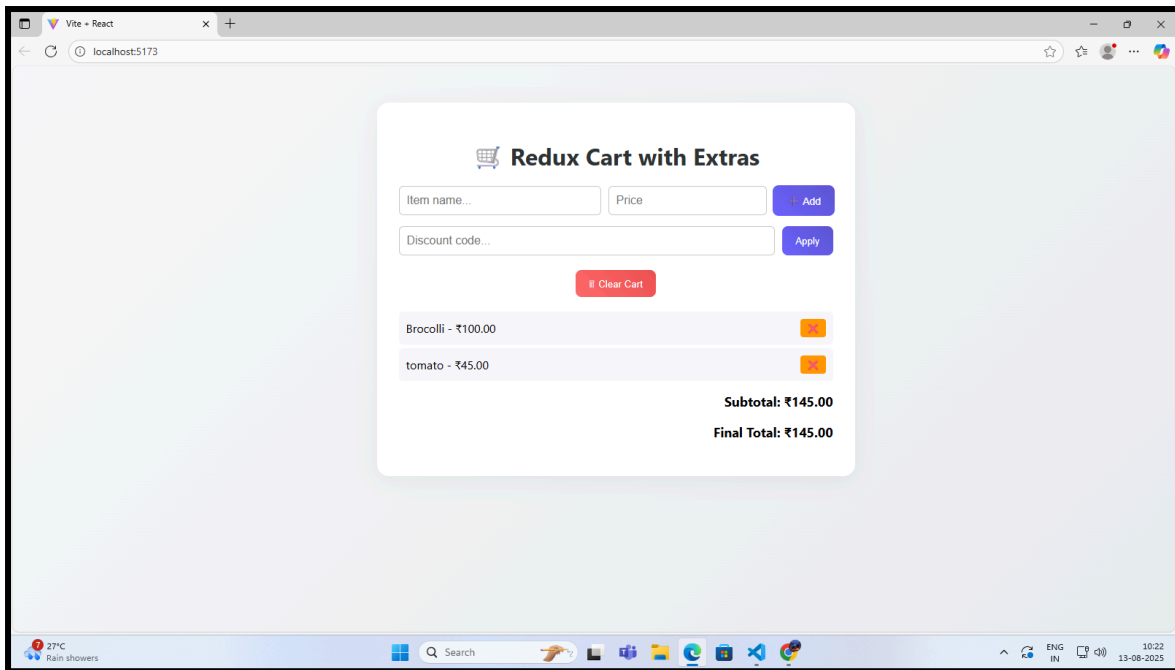 Vite + React
localhost:5173
🛒 Redux Cart with Extras
Item name...
Price
➕ Add
Discount code...
Apply
Clear Cart
Brocolli - ₹100.00
❌
tomato - ₹45.00
❌
Subtotal: ₹145.00
Final Total: ₹145.00
7
27°C
Rain showers
Search
ENG
IN
10:22
13-08-2025